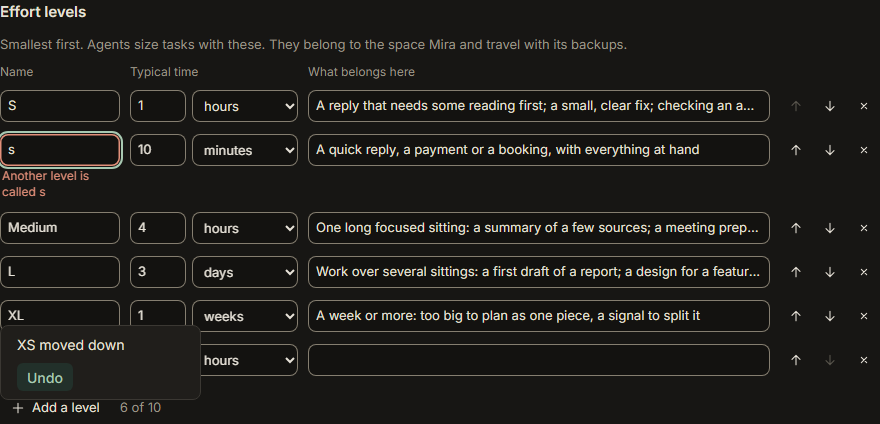 Effort levels
Smallest first. Agents size tasks with these. They belong to the space Mira and travel with its backups.
Name Typical time What belongs here
S 1 hours A reply that needs some reading first; a small, clear fix; checking an a...
s 10 minutes A quick reply, a payment or a booking, with everything at hand
Another level is
called s
Medium 4 hours One long focused sitting: a summary of a few sources; a meeting prep...
L 3 days Work over several sittings: a first draft of a report; a design for a featur...
XL 1 weeks A week or more: too big to plan as one piece, a signal to split it
XS moved down
hours
Undo
+ Add a level 6 of 10